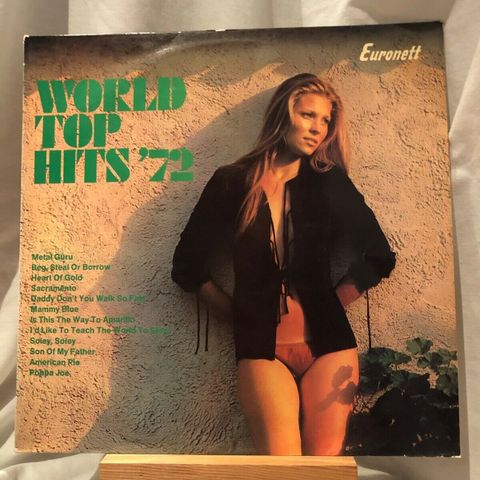 Euronett
WORLD
TOP
HITS '72
Metal Guru
Beg, Steal Or Borrow
Heart Of Gold
Sacramento
Daddy Don't You Walk So Fast
Mammy Blue
Is This The Way To Amarillo
I'd Like To Teach The World To Sing
Soley, Soley
Son Of My Father
American Pie
Poppa Joe